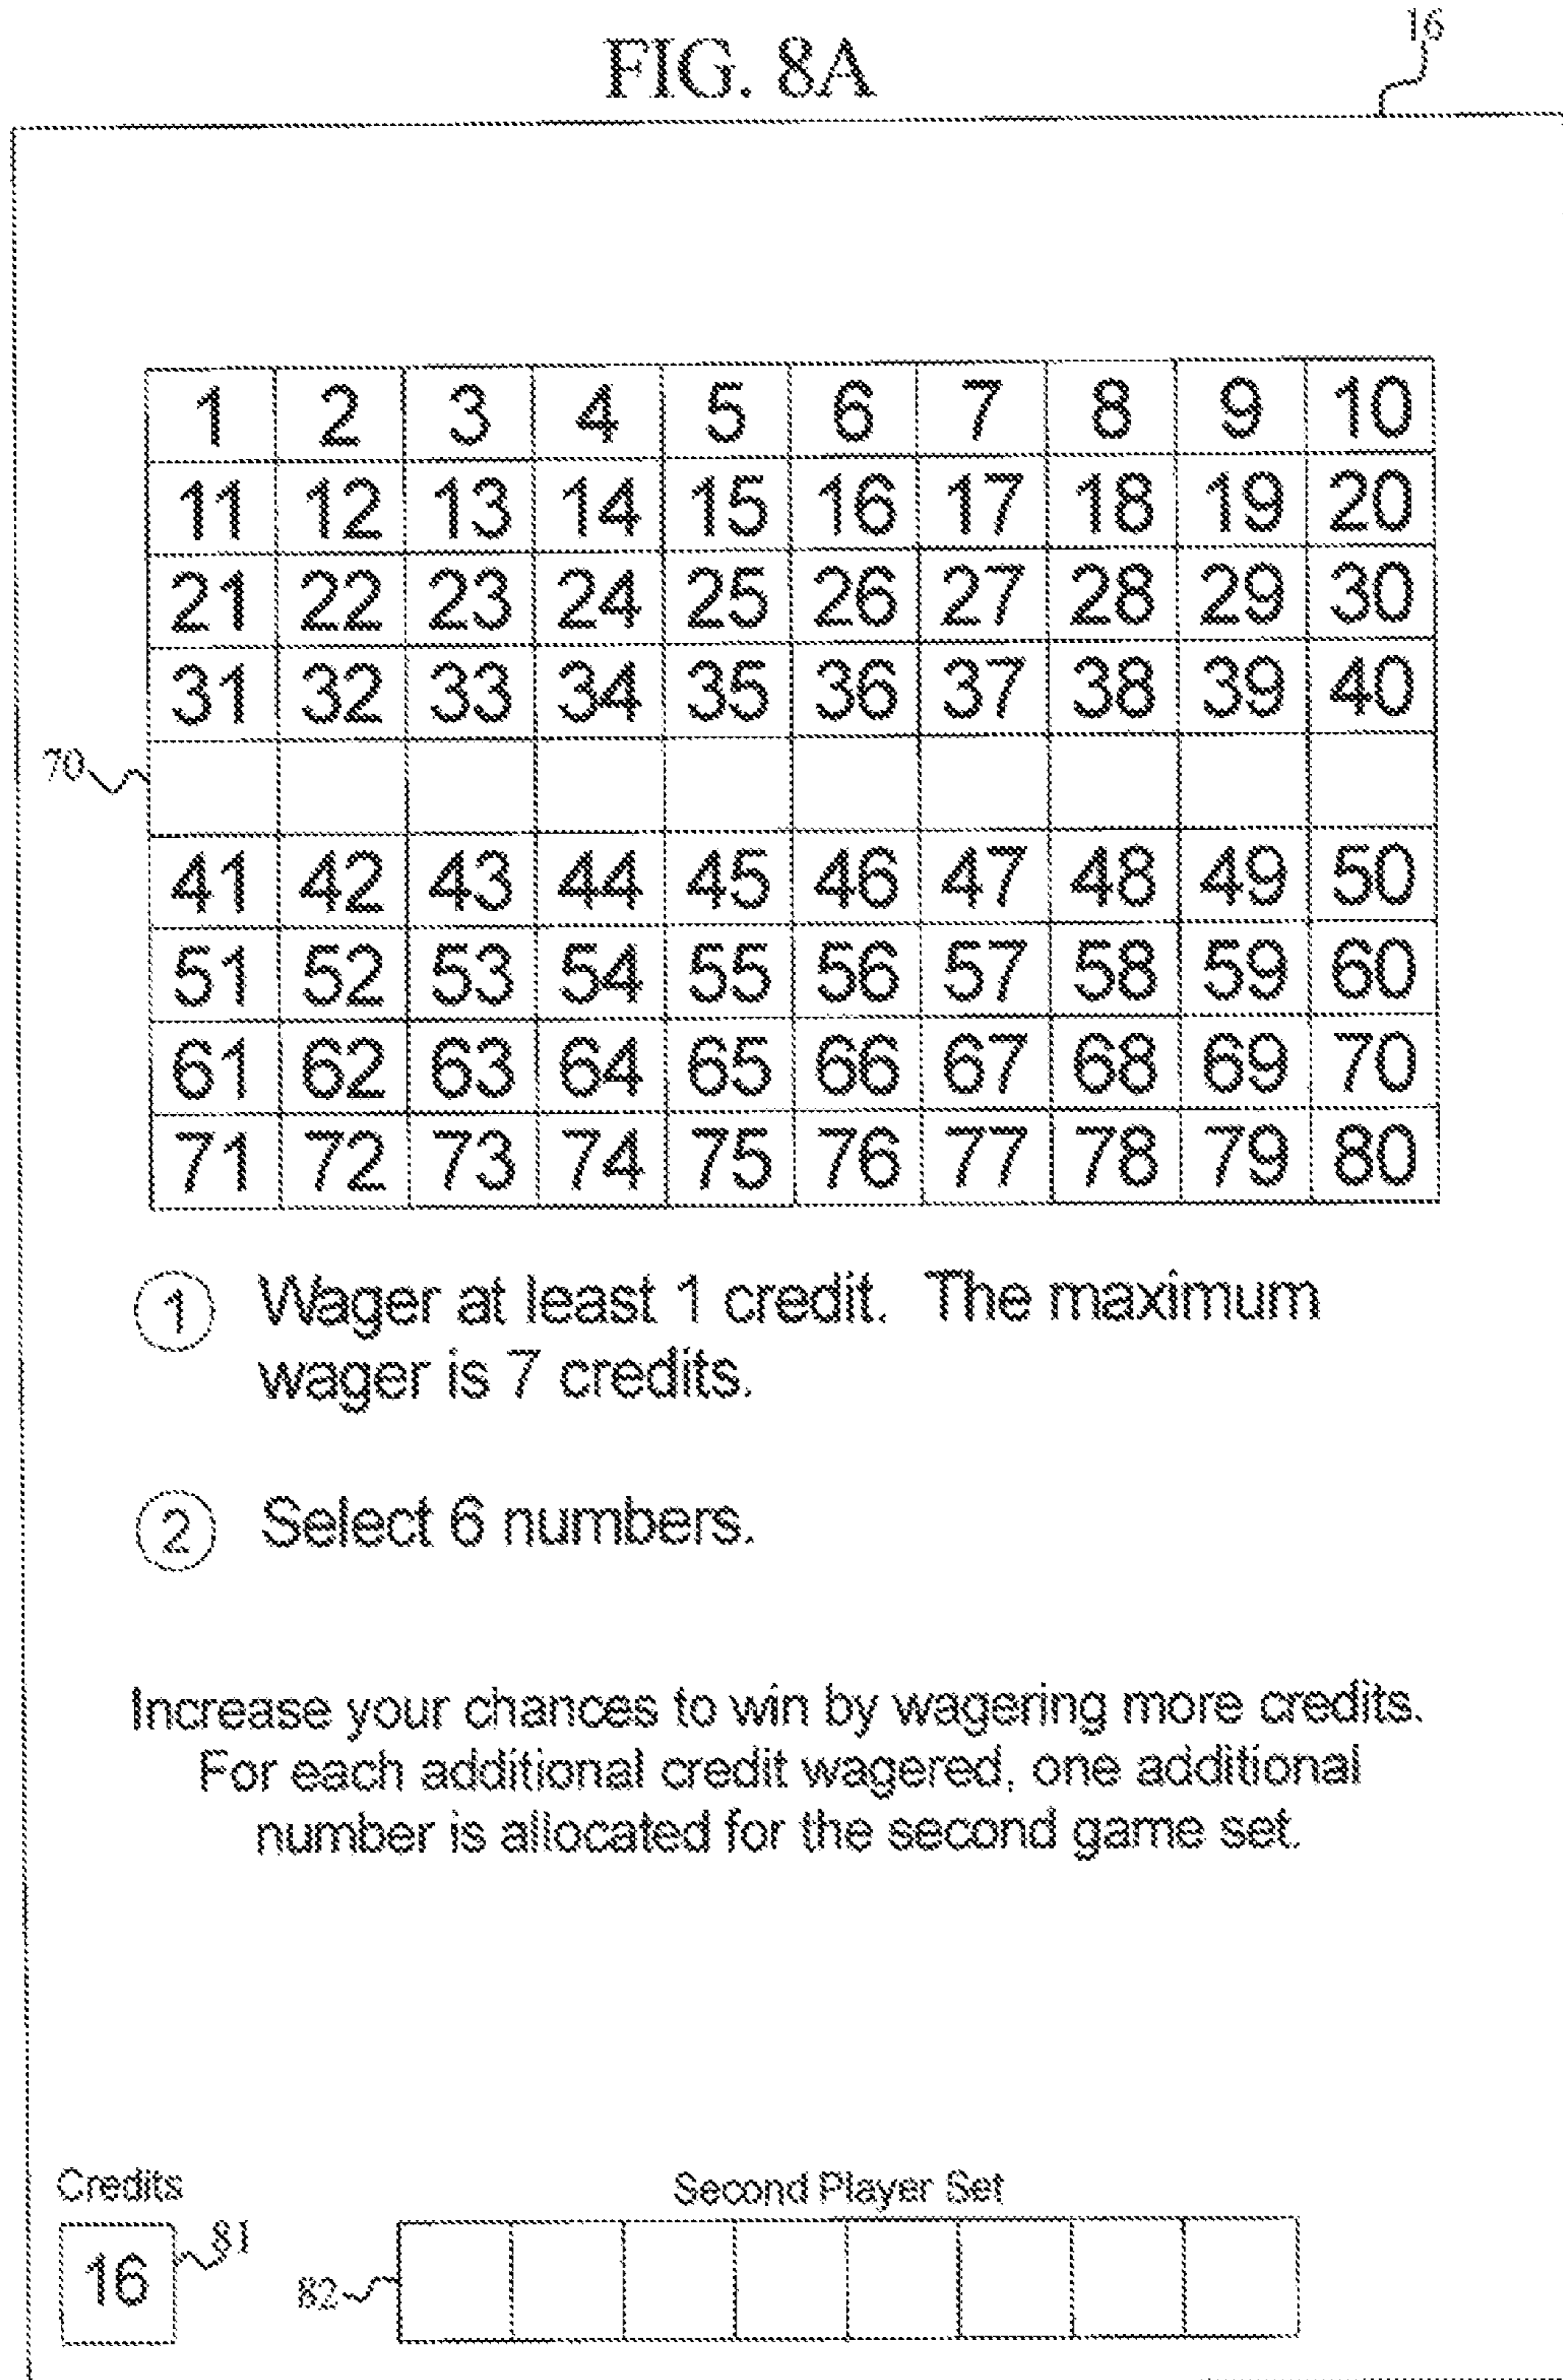 FIG. 8A
16
1 2 3 4 5 6 7 8 9 10
11 12 13 14 15 16 17 18 19 20
21 22 23 24 25 26 27 28 29 30
31 32 33 34 35 36 37 38 39 40
70
41 42 43 44 45 46 47 48 49 50
51 52 53 54 55 56 57 58 59 60
61 62 63 64 65 66 67 68 69 70
71 72 73 74 75 76 77 78 79 80
1 Wager at least 1 credit. The maximum
wager is 7 credits.
2 Select 6 numbers.
Increase your chances to win by wagering more credits.
For each additional credit wagered, one additional
number is allocated for the second game set.
Credits
Second Player Set
16
81
82